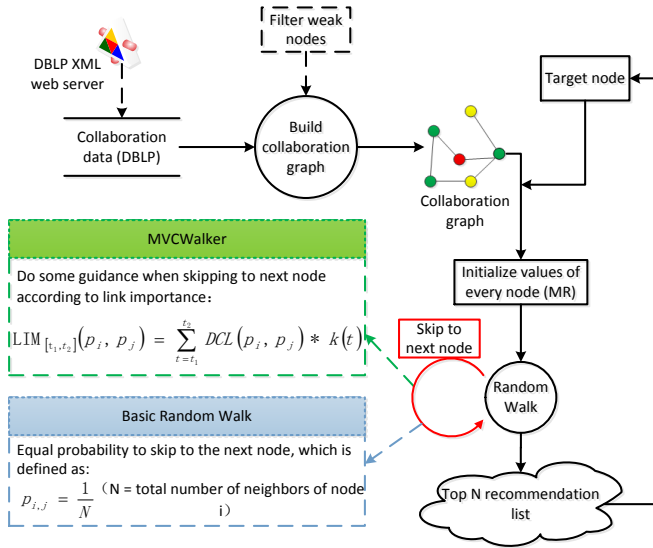 Filter weak
nodes
DBLP XML
web server
Target node
Collaboration
data (DBLP)
Build
collaboration
graph
Collaboration
graph
MVCWalker
Do some guidance when skipping to next node
according to link importance:
LIM[t₁,t₂](pᵢ, pⱼ) = ∑ₜ₌ₜ₁ᵗ² DCL(pᵢ, pⱼ) * k(t)
Initialize values of
every node (MR)
Skip to
next node
Random
Walk
Basic Random Walk
Equal probability to skip to the next node, which is
defined as:
pᵢ,ⱼ = 1/N (N = total number of neighbors of node
i)
Top N recommendation
list